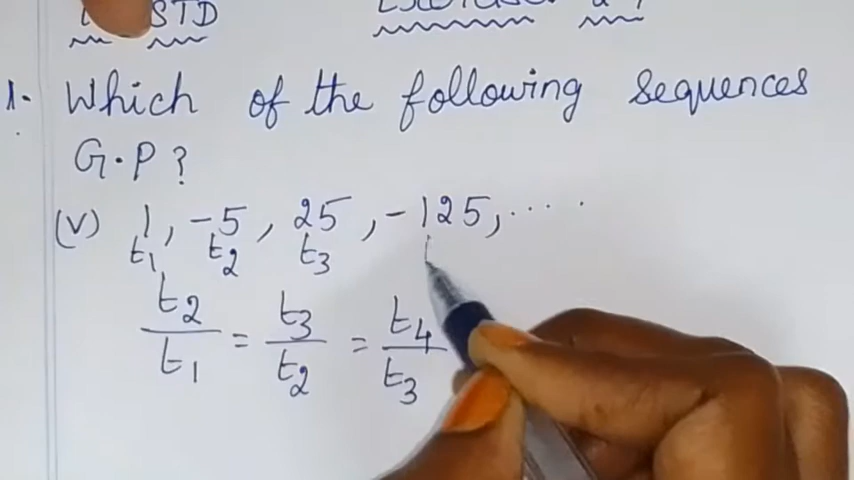 STD
1. Which of the following sequences
G.P?
(V) 1, -5, 25, -125, .....
t1 t2 t3
t2/t1 = t3/t2 = t4/t3